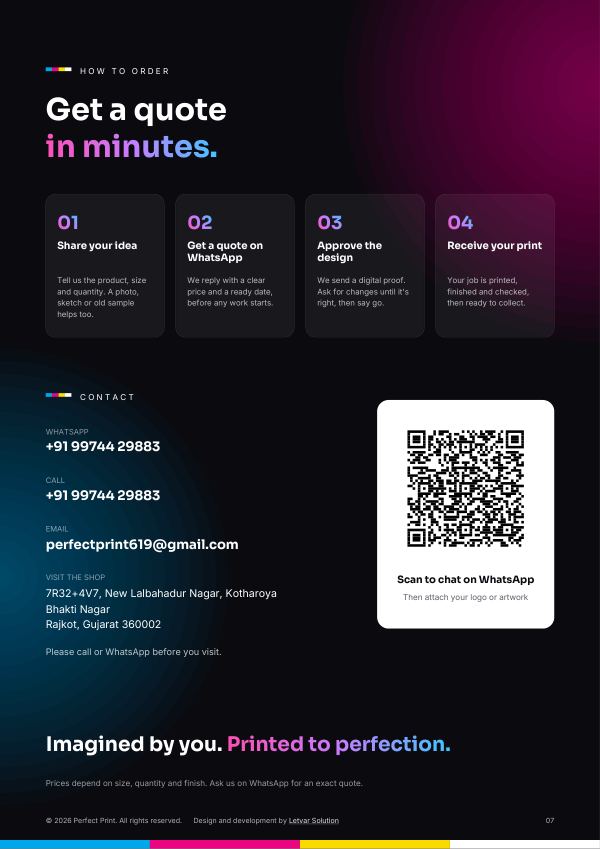 HOW TO ORDER
Get a quote
in minutes.
01
Share your idea
Tell us the product, size
and quantity. A photo,
sketch or old sample
helps too.
02
Get a quote on
WhatsApp
We reply with a clear
price and a ready date,
before any work starts.
03
Approve the
design
We send a digital proof.
Ask for changes until it's
right, then say go.
04
Receive your print
Your job is printed,
finished and checked,
then ready to collect.
CONTACT
WHATSAPP
+91 99744 29883
CALL
+91 99744 29883
EMAIL
perfectprint619@gmail.com
VISIT THE SHOP
7R32+4V7, New Lalbahadur Nagar, Kotharoya
Bhakti Nagar
Rajkot, Gujarat 360002
Please call or WhatsApp before you visit.
Scan to chat on WhatsApp
Then attach your logo or artwork
Imagined by you. Printed to perfection.
Prices depend on size, quantity and finish. Ask us on WhatsApp for an exact quote.
© 2026 Perfect Print. All rights reserved. Design and development by Letvar Solution 07